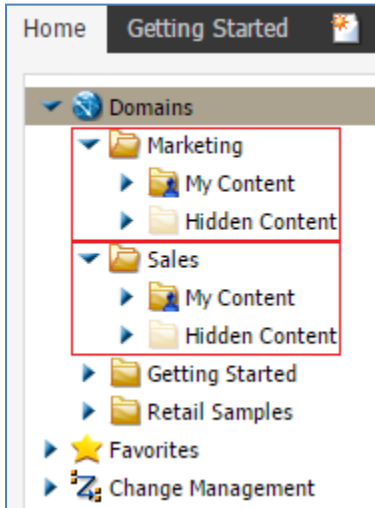 Home Getting Started
Domains
Marketing
My Content
Hidden Content
Sales
My Content
Hidden Content
Getting Started
Retail Samples
Favorites
Change Management